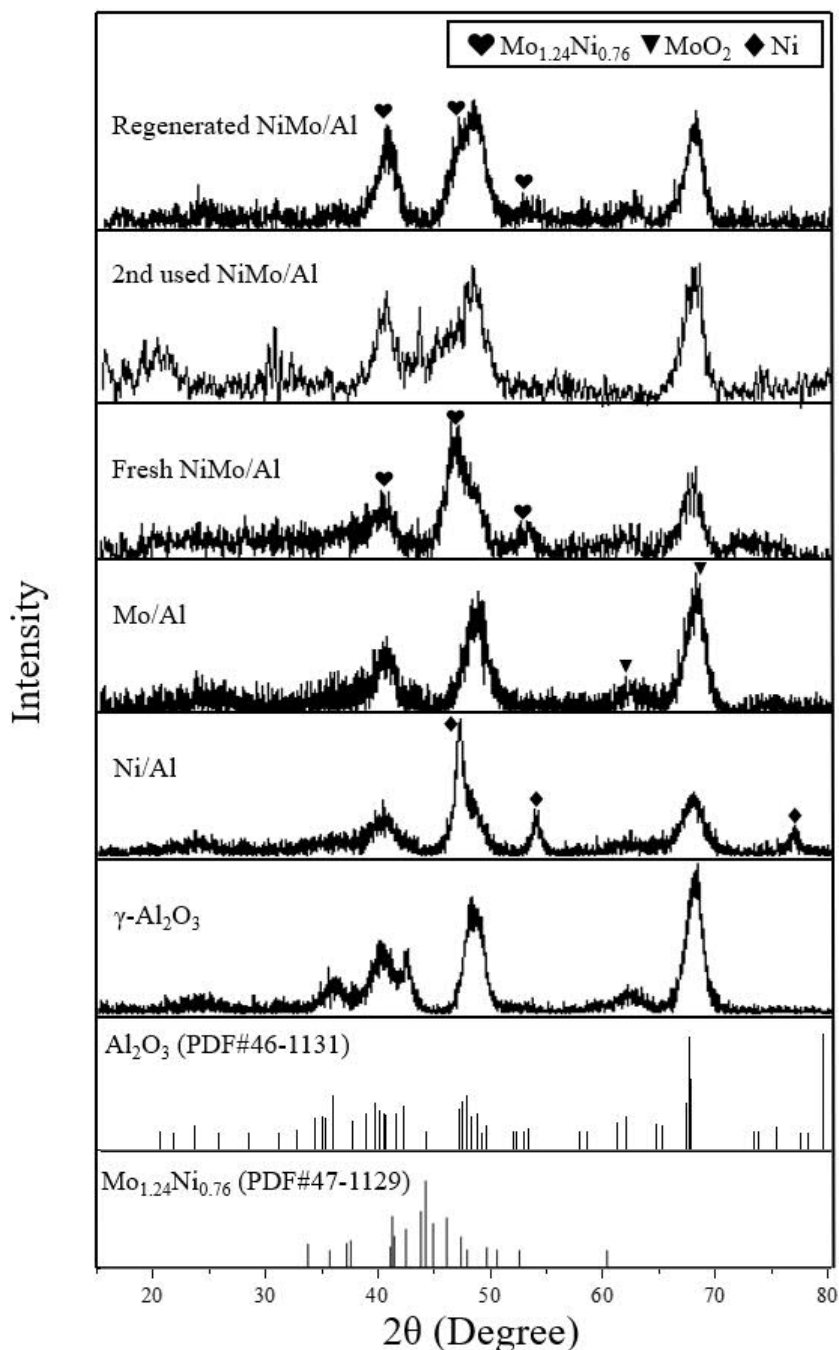 ♥ Mo₁.₂₄Ni₀.₇₆ ▼ MoO₂ ◆ Ni
Regenerated NiMo/Al
2nd used NiMo/Al
Fresh NiMo/Al
Mo/Al
Ni/Al
γ-Al₂O₃
Al₂O₃ (PDF#46-1131)
Mo₁.₂₄Ni₀.₇₆ (PDF#47-1129)
Intensity
20 30 40 50 60 70 80
2θ (Degree)